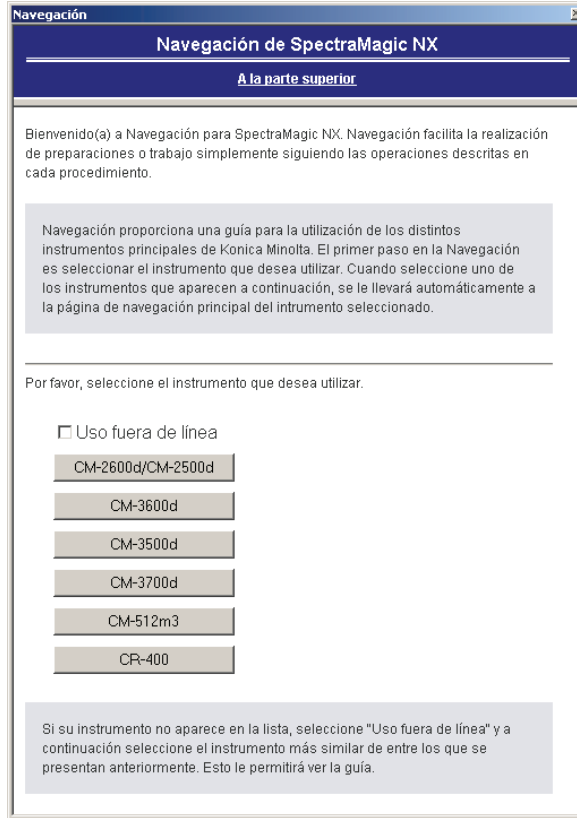 Navegación
Navegación de SpectraMagic NX
A la parte superior
Bienvenido(a) a Navegación para SpectraMagic NX. Navegación facilita la realización
de preparaciones o trabajo simplemente siguiendo las operaciones descritas en
cada procedimiento.
Navegación proporciona una guía para la utilización de los distintos
instrumentos principales de Konica Minolta. El primer paso en la Navegación
es seleccionar el instrumento que desea utilizar. Cuando seleccione uno de
los instrumentos que aparecen a continuación, se le llevará automáticamente a
la página de navegación principal del intrumento seleccionado.
Por favor, seleccione el instrumento que desea utilizar.
Uso fuera de línea
CM-2600d/CM-2500d
CM-3600d
CM-3500d
CM-3700d
CM-512m3
CR-400
Si su instrumento no aparece en la lista, seleccione "Uso fuera de línea" y a
continuación seleccione el instrumento más similar de entre los que se
presentan anteriormente. Esto le permitirá ver la guía.